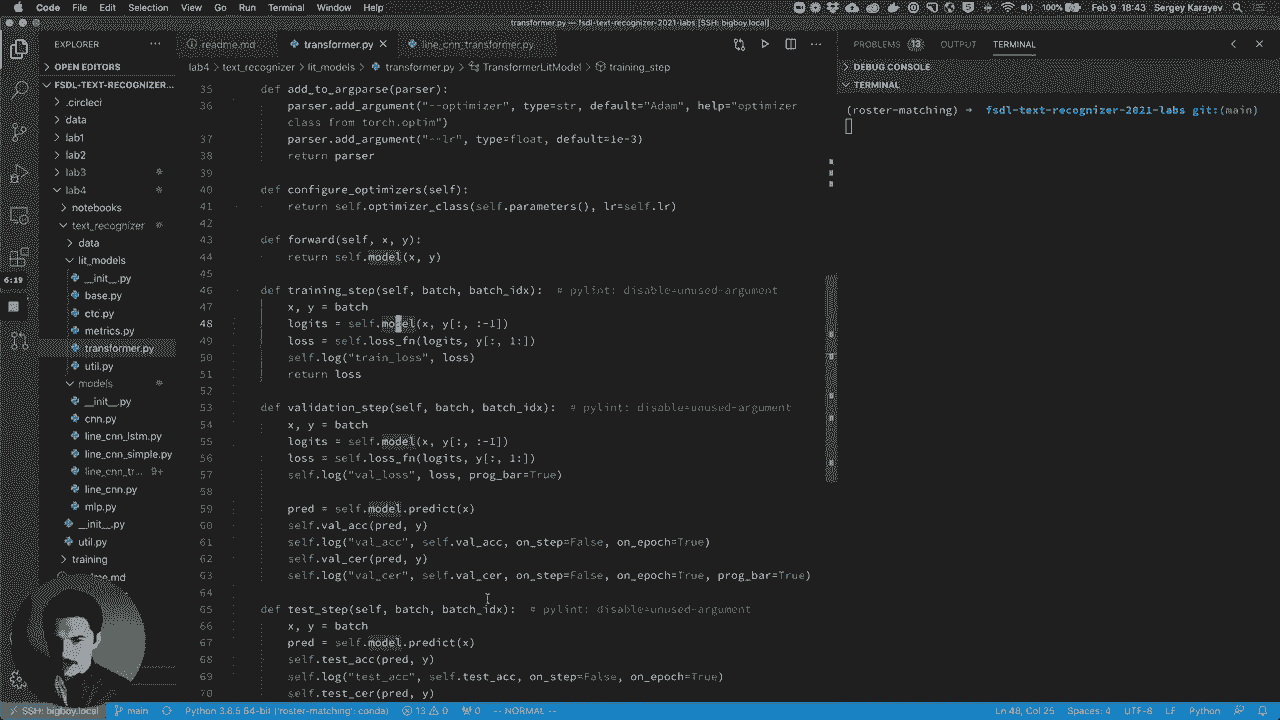 Code File Edit Selection View Go Run Terminal Window Help
100% Feb 9 18:43 Sergey Karayev
transformer.py — fsdl-text-recognizer-2021-labs [SSH: bigboy.local]
EXPLORER
readme.md
transformer.py
line_cnn_transformer.py
PROBLEMS 13 OUTPUT TERMINAL
OPEN EDITORS
lab4 > text_recognizer > lit_models > transformer.py > TransformerLitModel > training_step
DEBUG CONSOLE
TERMINAL
FSDL-TEXT-RECOGNIZER...
.circleci
data
lab1
lab2
lab3
lab4
notebooks
text_recognizer
data
lit_models
__init__.py
base.py
ctc.py
metrics.py
transformer.py
util.py
models
__init__.py
cnn.py
line_cnn_lstm.py
line_cnn_simple.py
line_cnn_tr... 9+
line_cnn.py
mlp.py
__init__.py
util.py
training
6:19
35 def add_to_argparse(parser):
36 parser.add_argument("--optimizer", type=str, default="Adam", help="optimizer
class from torch.optim")
37 parser.add_argument("--lr", type=float, default=1e-3)
38 return parser
39
40 def configure_optimizers(self):
41 return self.optimizer_class(self.parameters(), lr=self.lr)
42
43 def forward(self, x, y):
44 return self.model(x, y)
45
46 def training_step(self, batch, batch_idx): # pylint: disable=unused-argument
47 x, y = batch
48 logits = self.model(x, y[:, :-1])
49 loss = self.loss_fn(logits, y[:, 1:])
50 self.log("train_loss", loss)
51 return loss
52
53 def validation_step(self, batch, batch_idx): # pylint: disable=unused-argument
54 x, y = batch
55 logits = self.model(x, y[:, :-1])
56 loss = self.loss_fn(logits, y[:, 1:])
57 self.log("val_loss", loss, prog_bar=True)
58
59 pred = self.model.predict(x)
60 self.val_acc(pred, y)
61 self.log("val_acc", self.val_acc, on_step=False, on_epoch=True)
62 self.val_cer(pred, y)
63 self.log("val_cer", self.val_cer, on_step=False, on_epoch=True, prog_bar=True)
64
65 def test_step(self, batch, batch_idx): # pylint: disable=unused-argument
66 x, y = batch
67 pred = self.model.predict(x)
68 self.test_acc(pred, y)
69 self.log("test_acc", self.test_acc, on_step=False, on_epoch=True)
70 self.test_cer(pred, y)
(roster-matching) → fsdl-text-recognizer-2021-labs git:(main)
SSH: bigboy.local main Python 3.8.5 64-bit ('roster-matching': conda) 13 0 0 -- NORMAL -- Ln 48, Col 25 Spaces: 4 UTF-8 LF Python